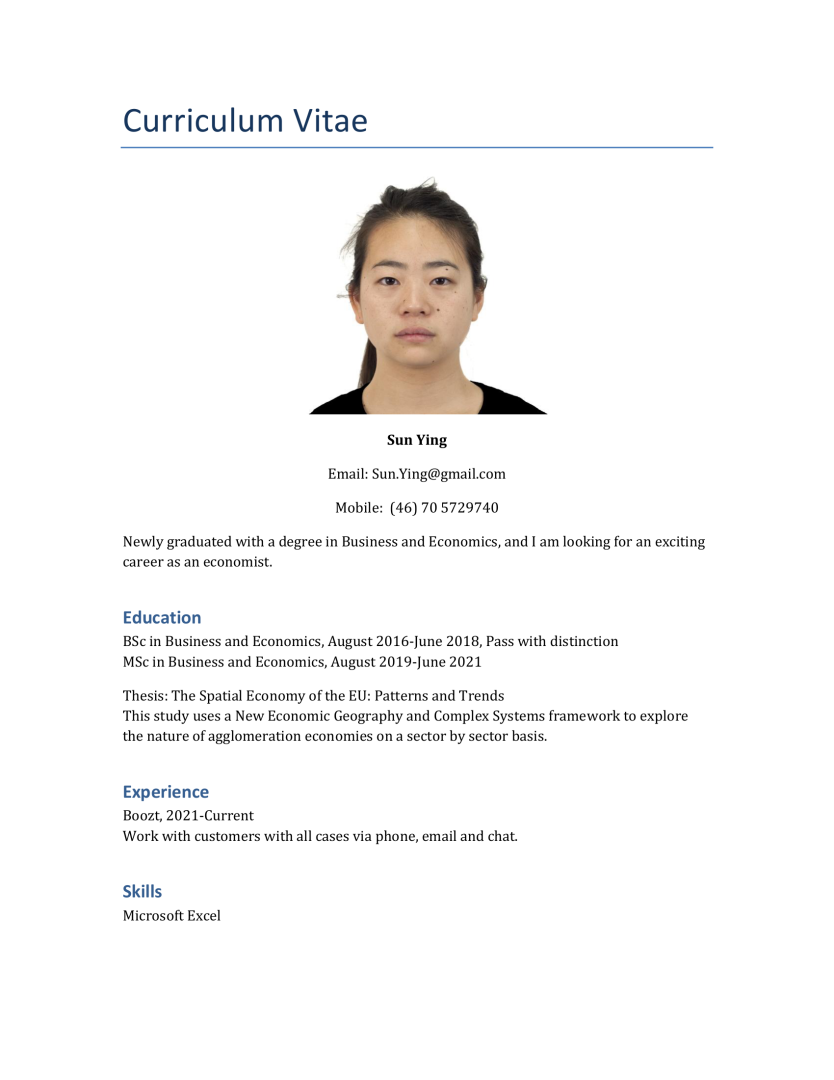 Curriculum Vitae
Sun Ying
Email: Sun.Ying@gmail.com
Mobile:  (46) 70 5729740
Newly graduated with a degree in Business and Economics, and I am looking for an exciting
career as an economist.
Education
BSc in Business and Economics, August 2016-June 2018, Pass with distinction
MSc in Business and Economics, August 2019-June 2021
Thesis: The Spatial Economy of the EU: Patterns and Trends
This study uses a New Economic Geography and Complex Systems framework to explore
the nature of agglomeration economies on a sector by sector basis.
Experience
Boozt, 2021-Current
Work with customers with all cases via phone, email and chat.
Skills
Microsoft Excel